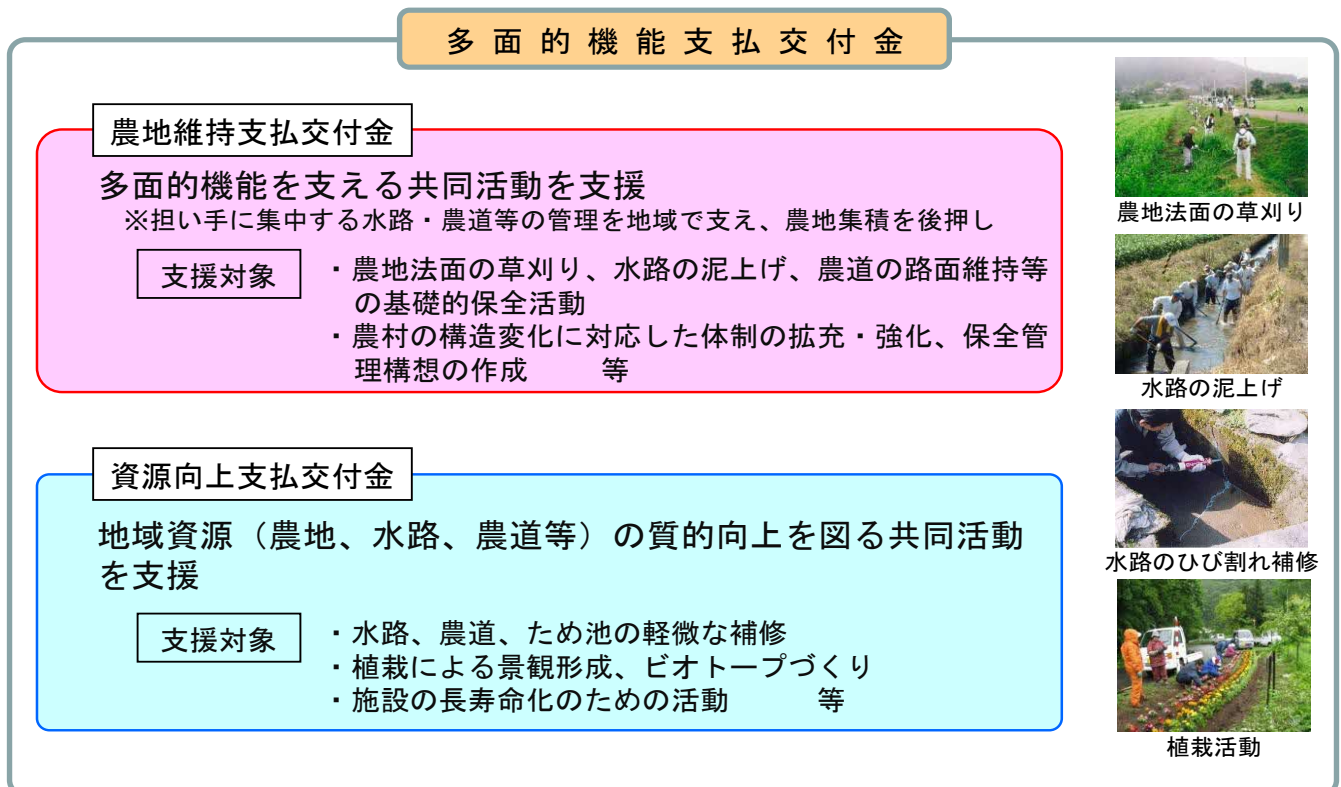 多面的機能支払交付金
農地維持支払交付金
多面的機能を支える共同活動を支援
※担い手に集中する水路・農道等の管理を地域で支え、農地集積を後押し
支援対象
・農地法面の草刈り、水路の泥上げ、農道の路面維持等
の基礎的保全活動
・農村の構造変化に対応した体制の拡充・強化、保全管
理構想の作成　　等
資源向上支払交付金
地域資源（農地、水路、農道等）の質的向上を図る共同活動
を支援
支援対象
・水路、農道、ため池の軽微な補修
・植栽による景観形成、ビオトープづくり
・施設の長寿命化のための活動　　等
農地法面の草刈り
水路の泥上げ
水路のひび割れ補修
植栽活動